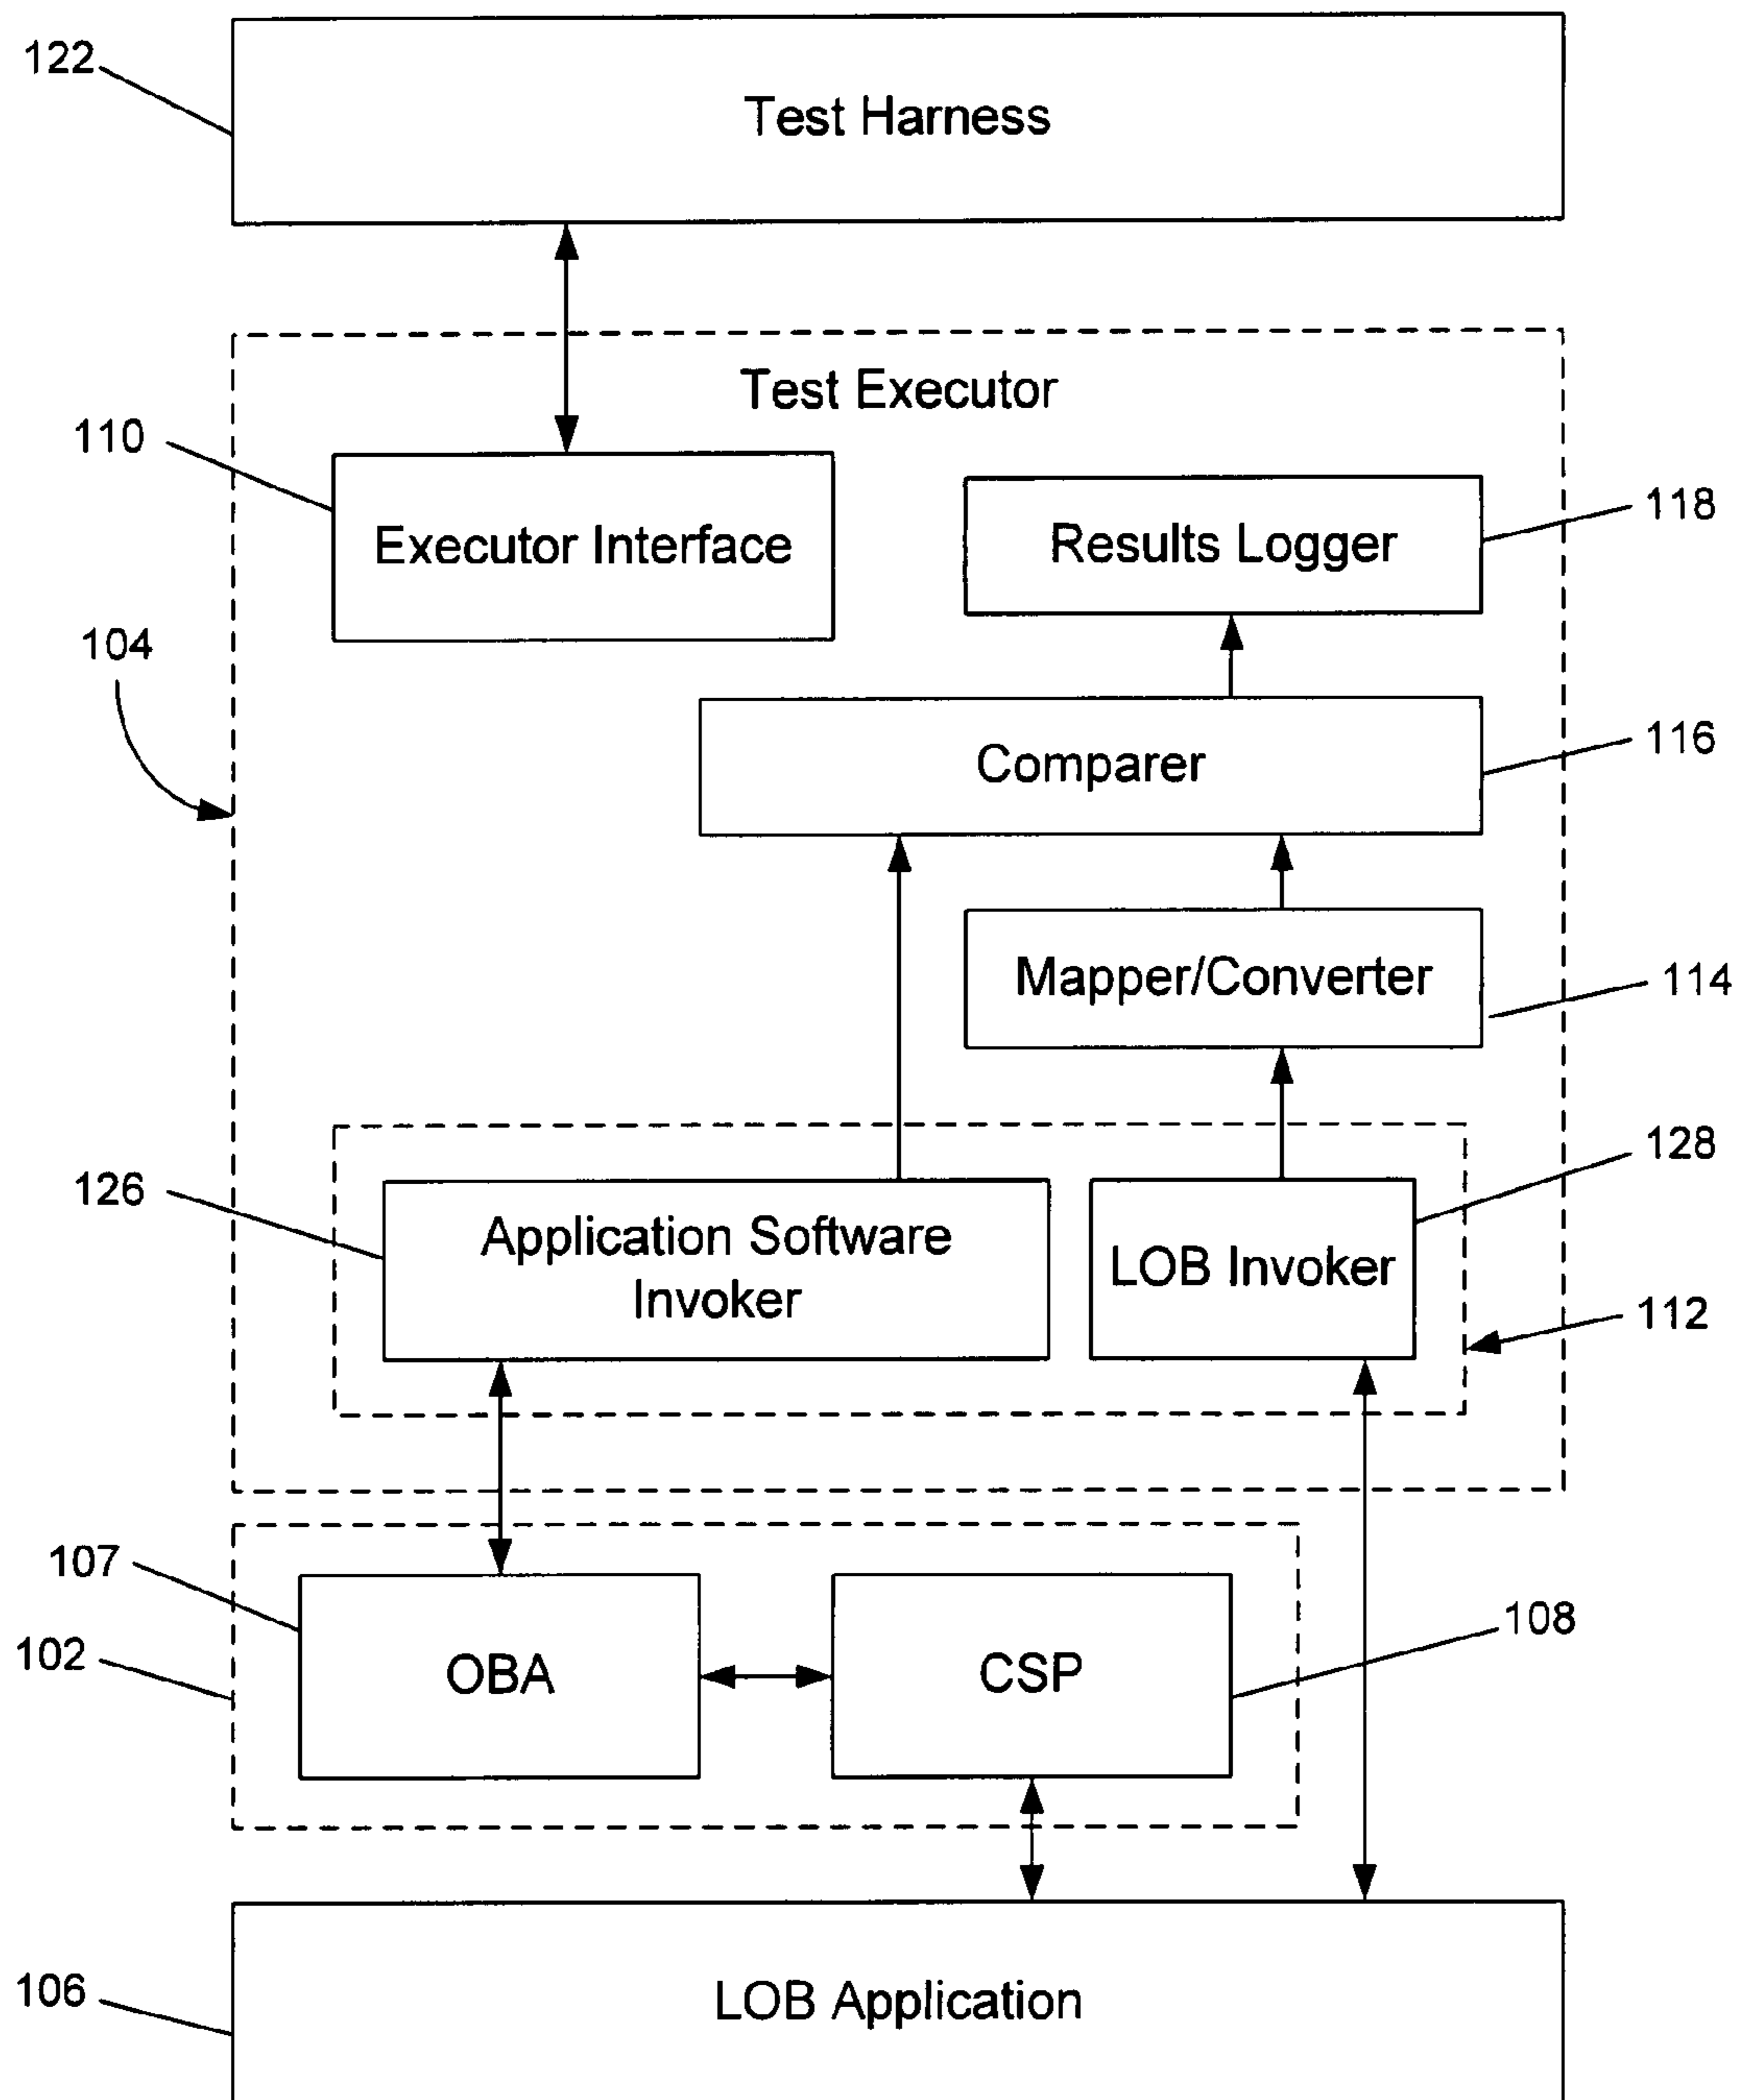 122
Test Harness
Test Executor
110
Executor Interface
Results Logger
118
104
Comparer
116
Mapper/Converter
114
126
Application Software
Invoker
LOB Invoker
128
112
107
102
OBA
CSP
108
106
LOB Application